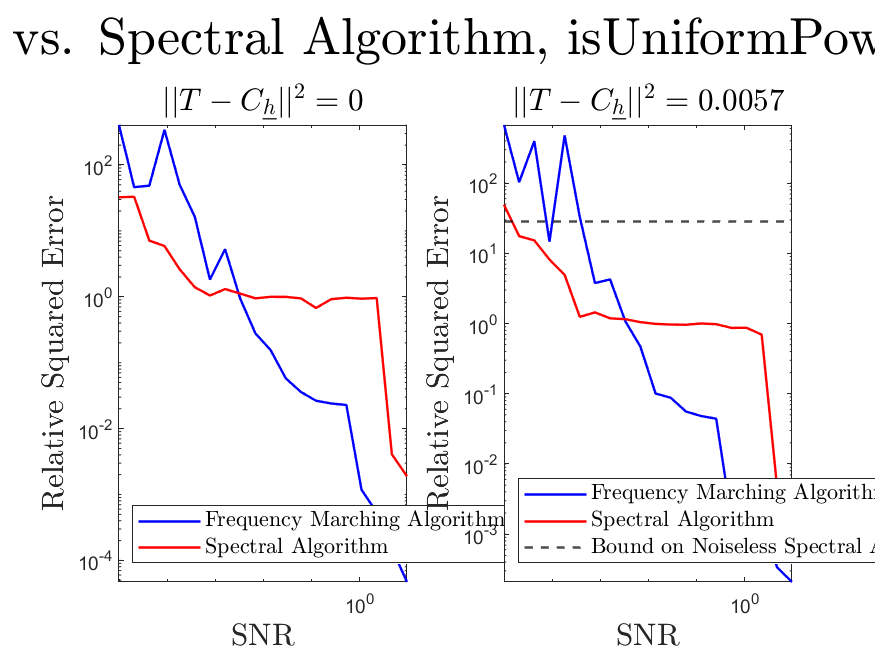 vs. Spectral Algorithm, isUniformPow
||T − C_h||² = 0
Relative Squared Error
10²
10⁰
10⁻²
10⁻⁴
10⁰
SNR
Frequency Marching Algorithm
Spectral Algorithm
||T − C_h||² = 0.0057
Relative Squared Error
10²
10¹
10⁰
10⁻¹
10⁻²
10⁻³
10⁰
SNR
Frequency Marching Algorithm
Spectral Algorithm
Bound on Noiseless Spectral A